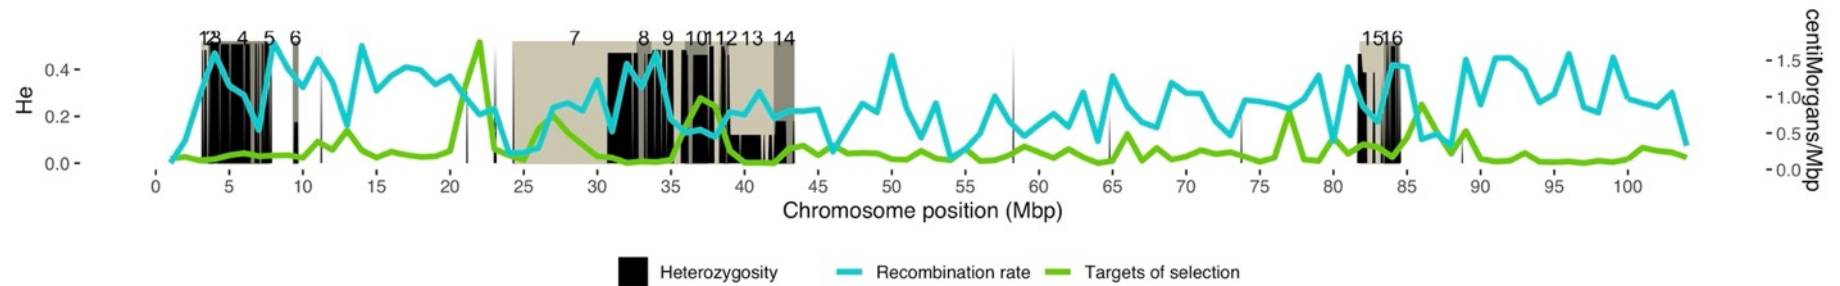 123 4 5 6 7 8 9 10 11 12 13 14 15 16
0.4
0.2
0.0
He
1.5
1.0
0.5
0.0
centiMorgans/Mbp
0 5 10 15 20 25 30 35 40 45 50 55 60 65 70 75 80 85 90 95 100
Chromosome position (Mbp)
Heterozygosity Recombination rate Targets of selection